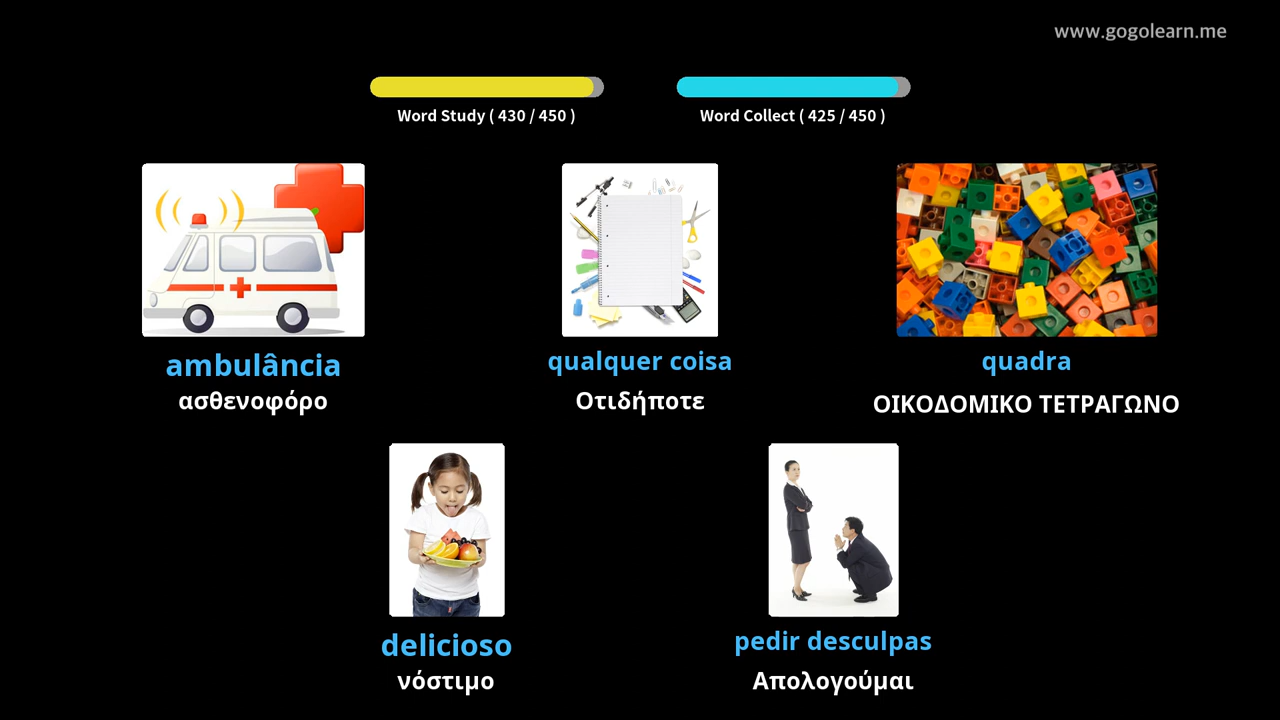 www.gogolearn.me
Word Study ( 430 / 450 )
Word Collect ( 425 / 450 )
ambulância
ασθενοφόρο
qualquer coisa
Οτιδήποτε
quadra
ΟΙΚΟΔΟΜΙΚΟ ΤΕΤΡΑΓΩΝΟ
delicioso
νόστιμο
pedir desculpas
Απολογούμαι